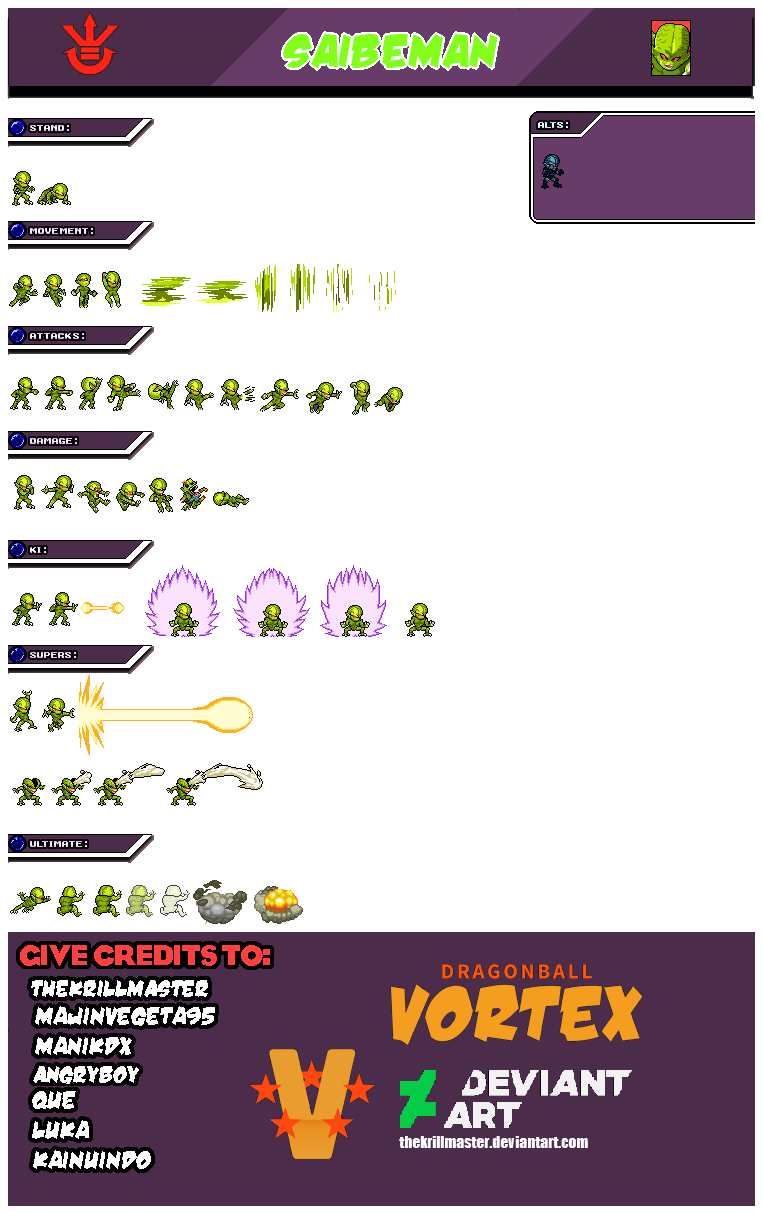 SAIBEMAN
STAND:
ALTS:
MOVEMENT:
ATTACKS:
DAMAGE:
KI:
SUPERS:
ULTIMATE:
GIVE CREDITS TO:
THEKRILLMASTER
MAJINVEGETA95
MANIKDX
ANGRYBOY
QUE
LUKA
KAINUINDO
DRAGONBALL
VORTEX
V
DEVIANT
ART
thekrillmaster.deviantart.com